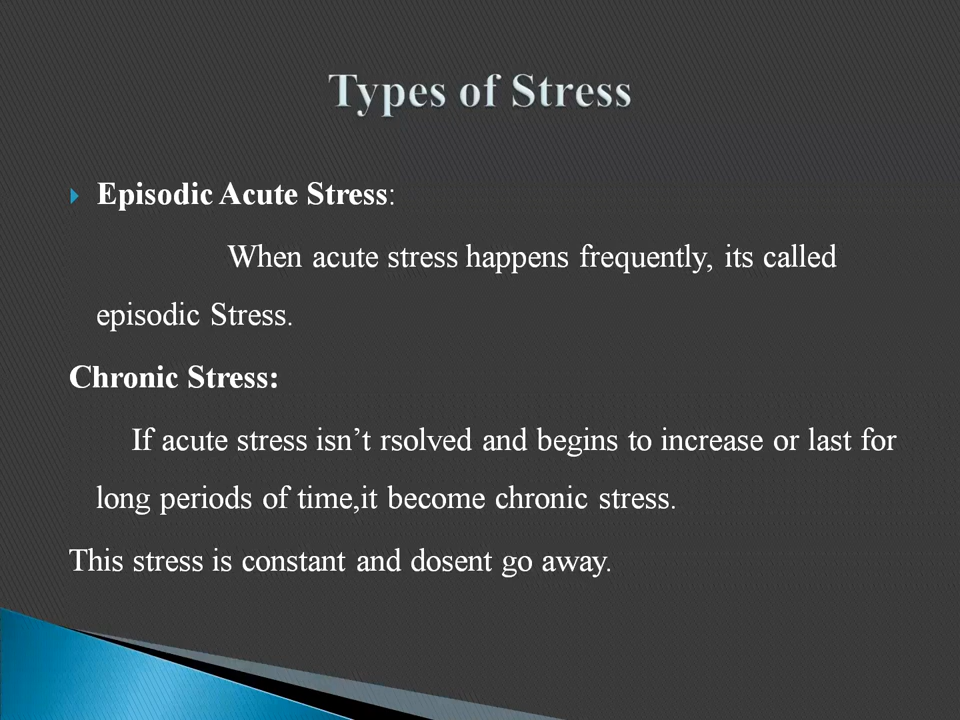 Types of Stress
Episodic Acute Stress:
When acute stress happens frequently, its called
episodic Stress.
Chronic Stress:
If acute stress isn’t rsolved and begins to increase or last for
long periods of time,it become chronic stress.
This stress is constant and dosent go away.